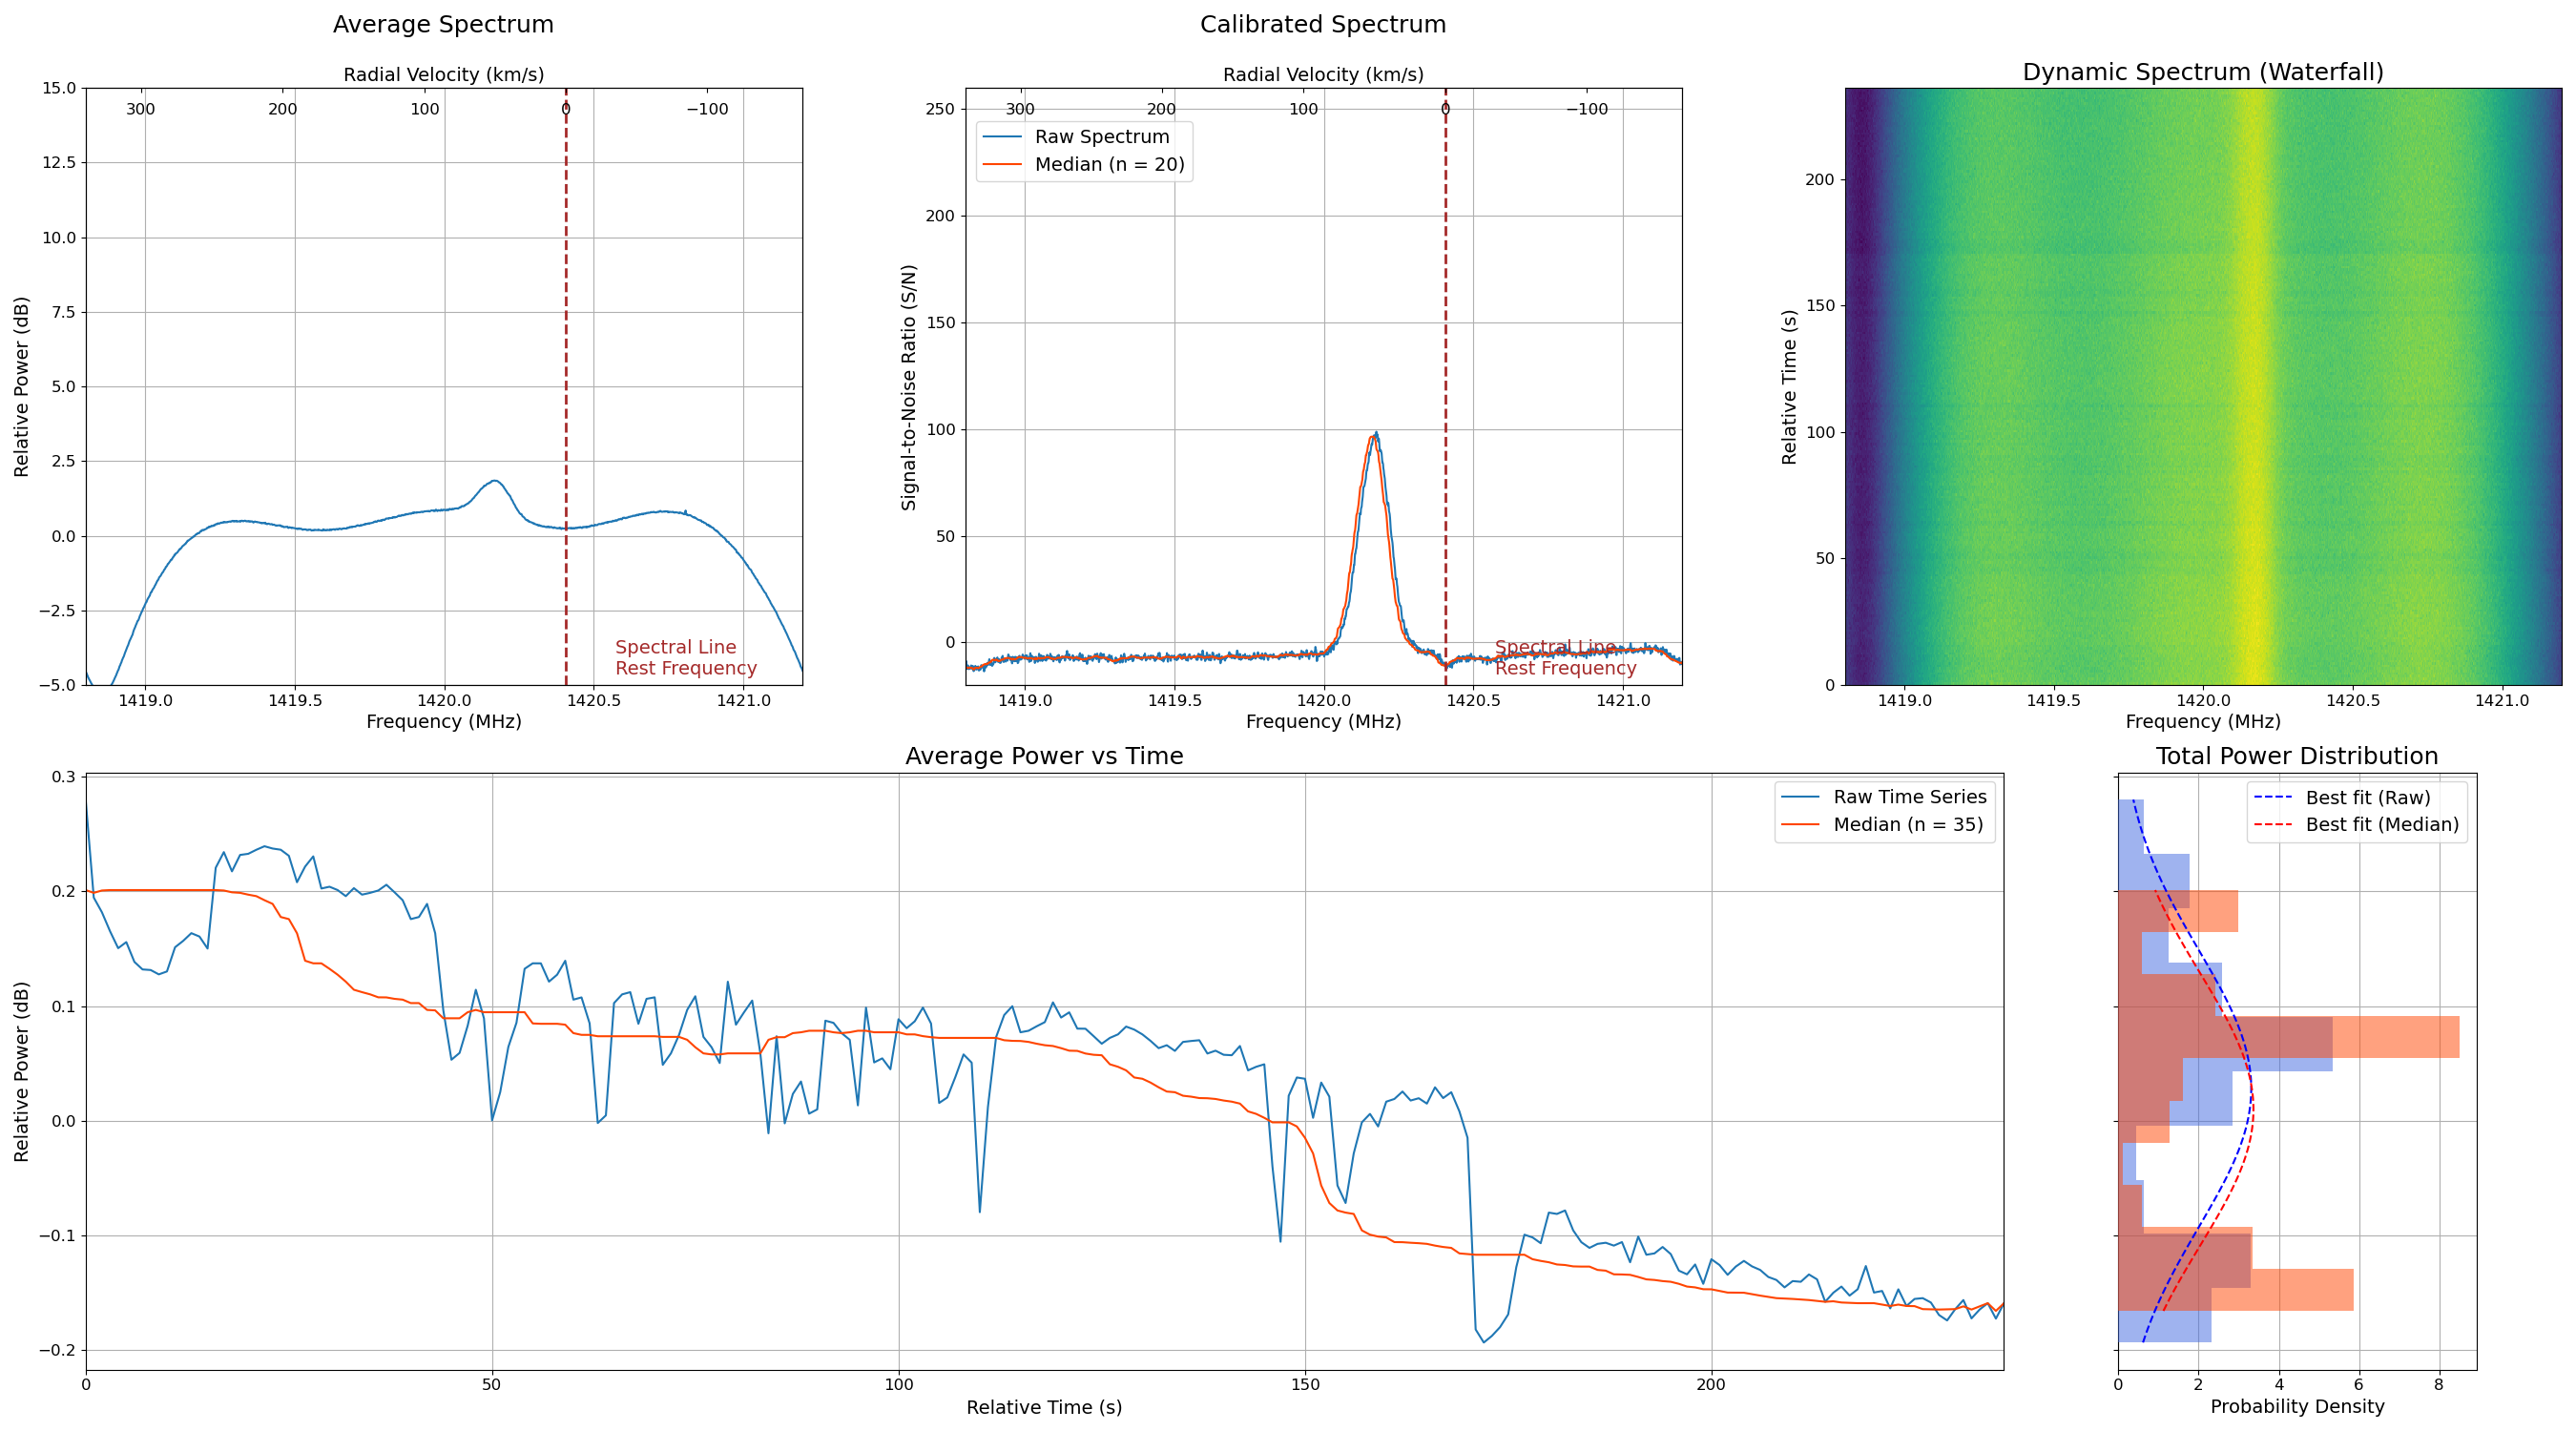 Average Spectrum
Radial Velocity (km/s)
300 200 100 0 −100
15.0
12.5
10.0
7.5
5.0
2.5
0.0
−2.5
−5.0
Relative Power (dB)
Spectral Line
Rest Frequency
1419.0 1419.5 1420.0 1420.5 1421.0
Frequency (MHz)
Calibrated Spectrum
Radial Velocity (km/s)
300 200 100 0 −100
Raw Spectrum
Median (n = 20)
250
200
150
100
50
0
Signal-to-Noise Ratio (S/N)
Spectral Line
Rest Frequency
1419.0 1419.5 1420.0 1420.5 1421.0
Frequency (MHz)
Dynamic Spectrum (Waterfall)
200
150
100
50
0
Relative Time (s)
1419.0 1419.5 1420.0 1420.5 1421.0
Frequency (MHz)
Average Power vs Time
Raw Time Series
Median (n = 35)
0.3
0.2
0.1
0.0
−0.1
−0.2
Relative Power (dB)
0 50 100 150 200
Relative Time (s)
Total Power Distribution
Best fit (Raw)
Best fit (Median)
0 2 4 6 8
Probability Density